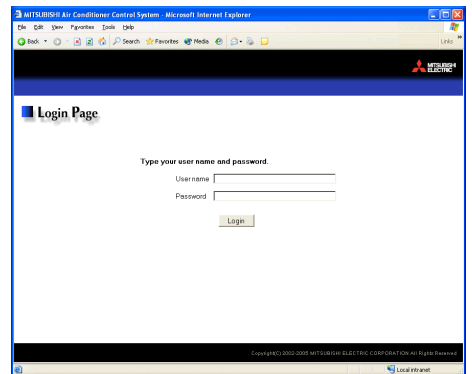 MITSUBISHI Air Conditioner Control System - Microsoft Internet Explorer
File Edit View Favorites Tools Help
Back Search Favorites Media Links
MITSUBISHI ELECTRIC
Login Page
Type your user name and password.
User name
Password
Login
Copyright(C) 2002-2005 MITSUBISHI ELECTRIC CORPORATION All Rights Reserved
Local intranet